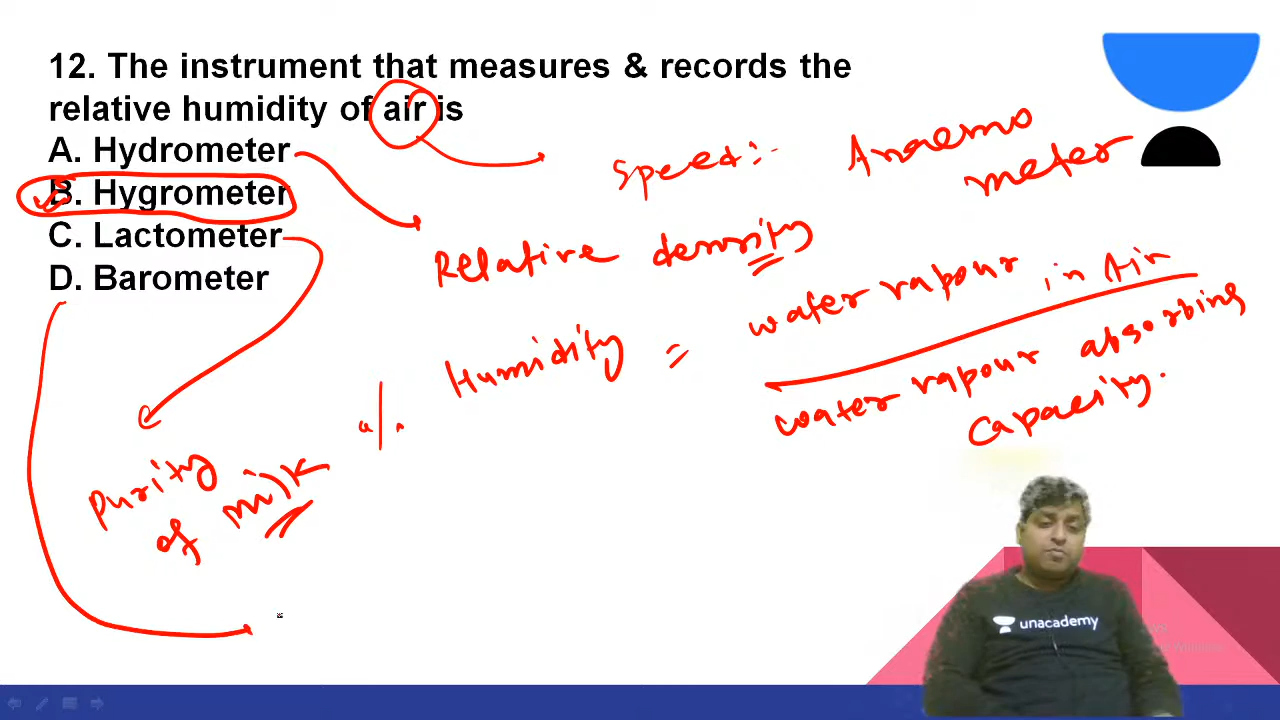 12. The instrument that measures & records the
relative humidity of air is
A. Hydrometer
B. Hygrometer
C. Lactometer
D. Barometer
Speed:-
Anaemo
meter
Relative density
% Humidity =
water vapour in Air
water vapour absorbing
capacity.
Purity
of milk
unacademy